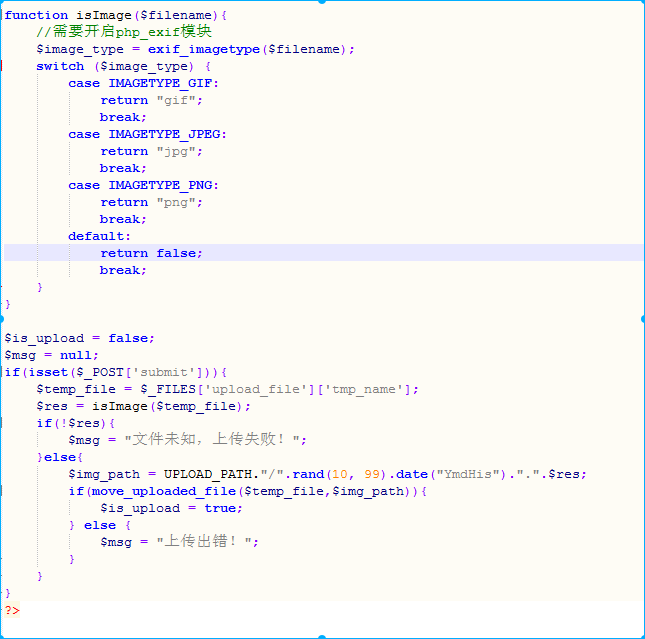 function isImage($filename){
    //需要开启php_exif模块
    $image_type = exif_imagetype($filename);
    switch ($image_type) {
        case IMAGETYPE_GIF:
            return "gif";
            break;
        case IMAGETYPE_JPEG:
            return "jpg";
            break;
        case IMAGETYPE_PNG:
            return "png";
            break;
        default:
            return false;
            break;
    }
}

$is_upload = false;
$msg = null;
if(isset($_POST['submit'])){
    $temp_file = $_FILES['upload_file']['tmp_name'];
    $res = isImage($temp_file);
    if(!$res){
        $msg = "文件未知，上传失败！";
    }else{
        $img_path = UPLOAD_PATH."/".rand(10, 99).date("YmdHis").".".$res;
        if(move_uploaded_file($temp_file,$img_path)){
            $is_upload = true;
        } else {
            $msg = "上传出错！";
        }
    }
}
?>